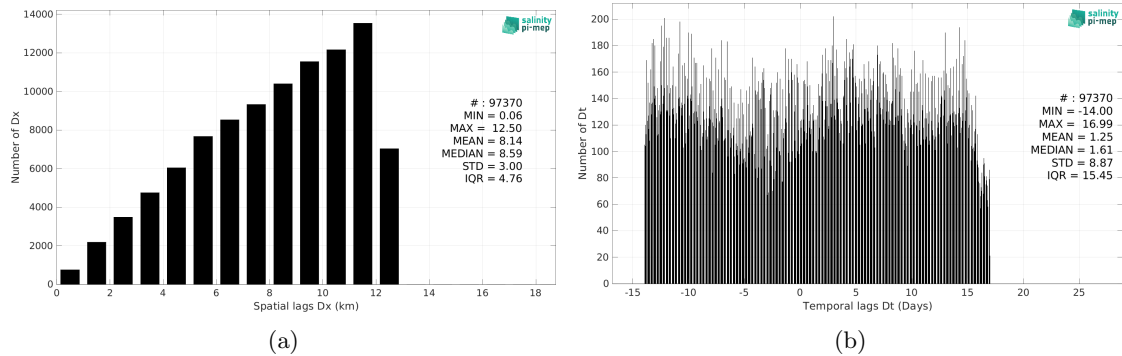 14000
12000
10000
8000
6000
4000
2000
0
Number of Dx
0 2 4 6 8 10 12 14 16 18
Spatial lags Dx (km)
salinity
pi-mep
# : 97370
MIN = 0.06
MAX = 12.50
MEAN = 8.14
MEDIAN = 8.59
STD = 3.00
IQR = 4.76
(a)
200
180
160
140
120
100
80
60
40
20
0
Number of Dt
-15 -10 -5 0 5 10 15 20 25
Temporal lags Dt (Days)
salinity
pi-mep
# : 97370
MIN = -14.00
MAX = 16.99
MEAN = 1.25
MEDIAN = 1.61
STD = 8.87
IQR = 15.45
(b)